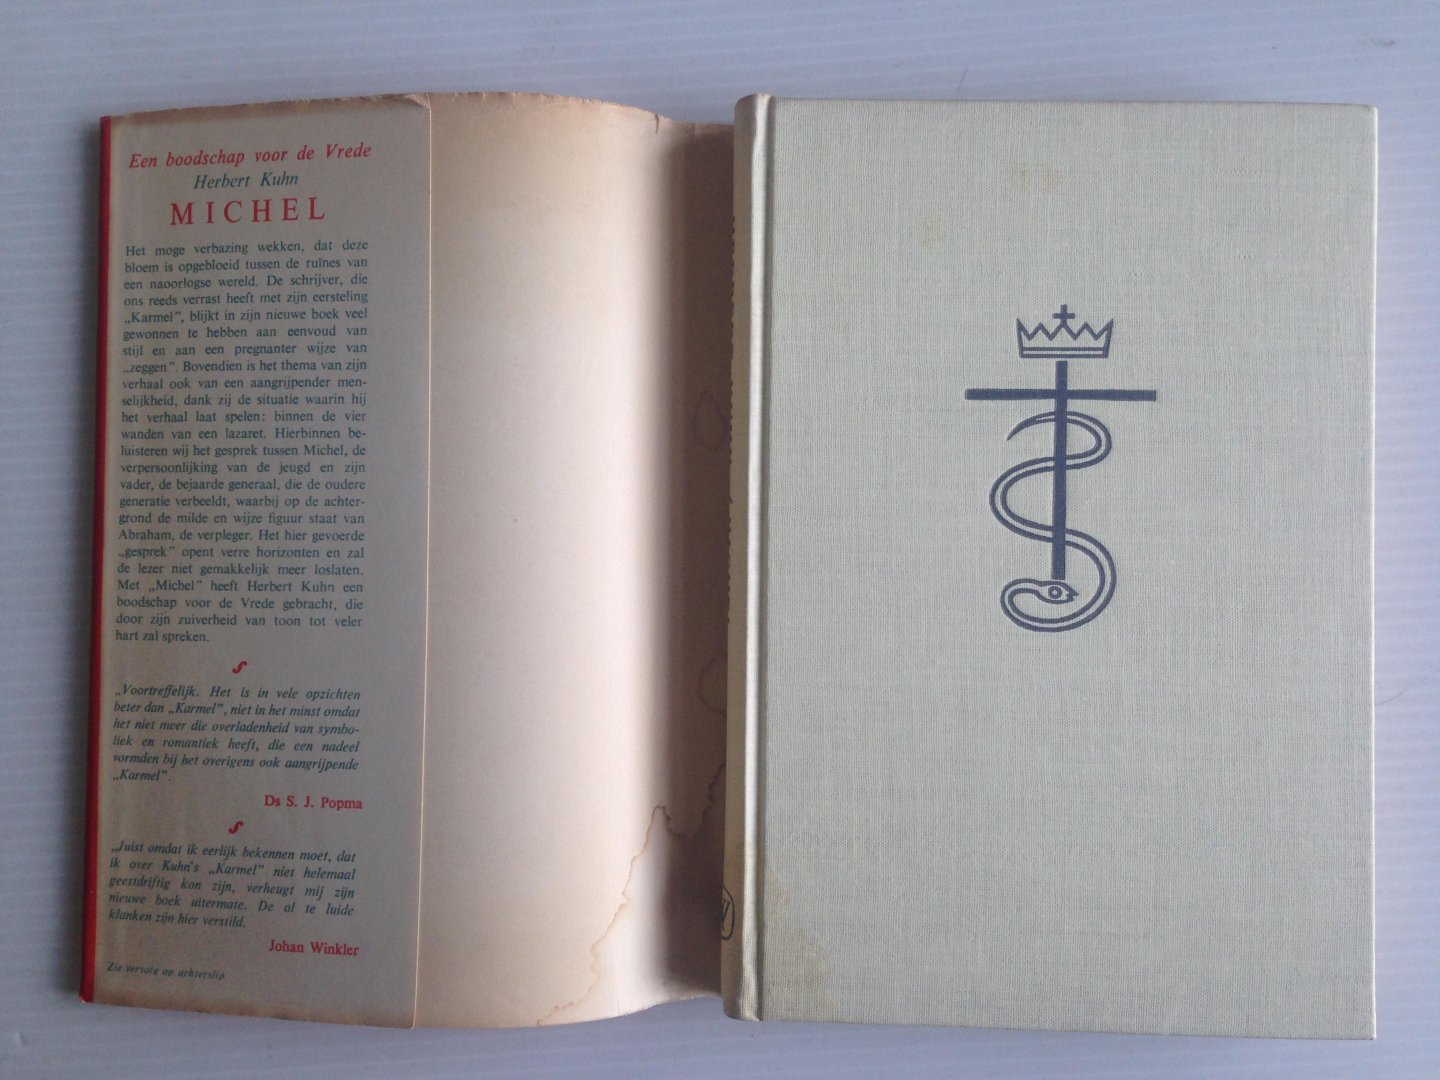 Een boodschap voor de Vrede
Herbert Kuhn
MICHEL
Het moge verbazing wekken, dat deze
bloem is opgebloeid tussen de ruïnes van
een naoorlogse wereld. De schrijver, die
ons reeds verrast heeft met zijn eersteling
„Karmel”, blijkt in zijn nieuwe boek veel
gewonnen te hebben aan eenvoud van
stijl en aan een pregnanter wijze van
„zeggen”. Bovendien is het thema van zijn
verhaal ook van een aangrijpender men-
selijkheid, dank zij de situatie waarin hij
het verhaal laat spelen: binnen de vier
wanden van een lazaret. Hierbinnen be-
luisteren wij het gesprek tussen Michel, de
verpersoonlijking van de jeugd en zijn
vader, de bejaarde generaal, die de oudere
generatie verbeeldt, waarbij op de achter-
grond de milde en wijze figuur staat van
Abraham, de verpleger. Het hier gevoerde
„gesprek” opent verre horizonten en zal
de lezer niet gemakkelijk meer loslaten.
Met „Michel” heeft Herbert Kuhn een
boodschap voor de Vrede gebracht, die
door zijn zuiverheid van toon tot veler
hart zal spreken.
„Voortreffelijk. Het is in vele opzichten
beter dan „Karmel”, niet in het minst omdat
het niet meer die overladenheid van symbo-
liek en romantiek heeft, die een nadeel
vormden bij het overigens ook aangrijpende
„Karmel”.
Ds S. J. Popma
„Juist omdat ik eerlijk bekennen moet, dat
ik over Kuhn's „Karmel” niet helemaal
geestdriftig kon zijn, verheugt mij zijn
nieuwe boek uitermate. De al te luide
klanken zijn hier verstild.
Johan Winkler
Zie vervolg op achterslip